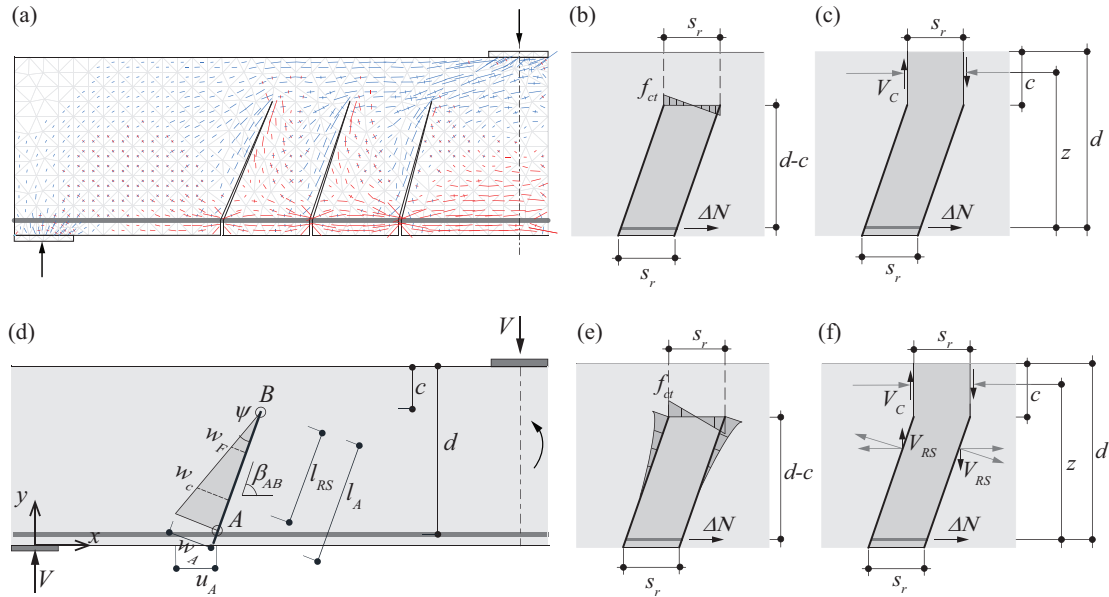 (a)
(b)
s_r
f_ct
d-c
ΔN
s_r
(c)
s_r
V_C
c
z
d
ΔN
s_r
(d)
V
B
c
ψ
w_F
d
w_c
β_AB
l_RS
l_A
y
A
x
w_A
V
u_A
(e)
s_r
f_ct
d-c
ΔN
s_r
(f)
s_r
V_C
c
V_RS
V_RS
z
d
ΔN
s_r